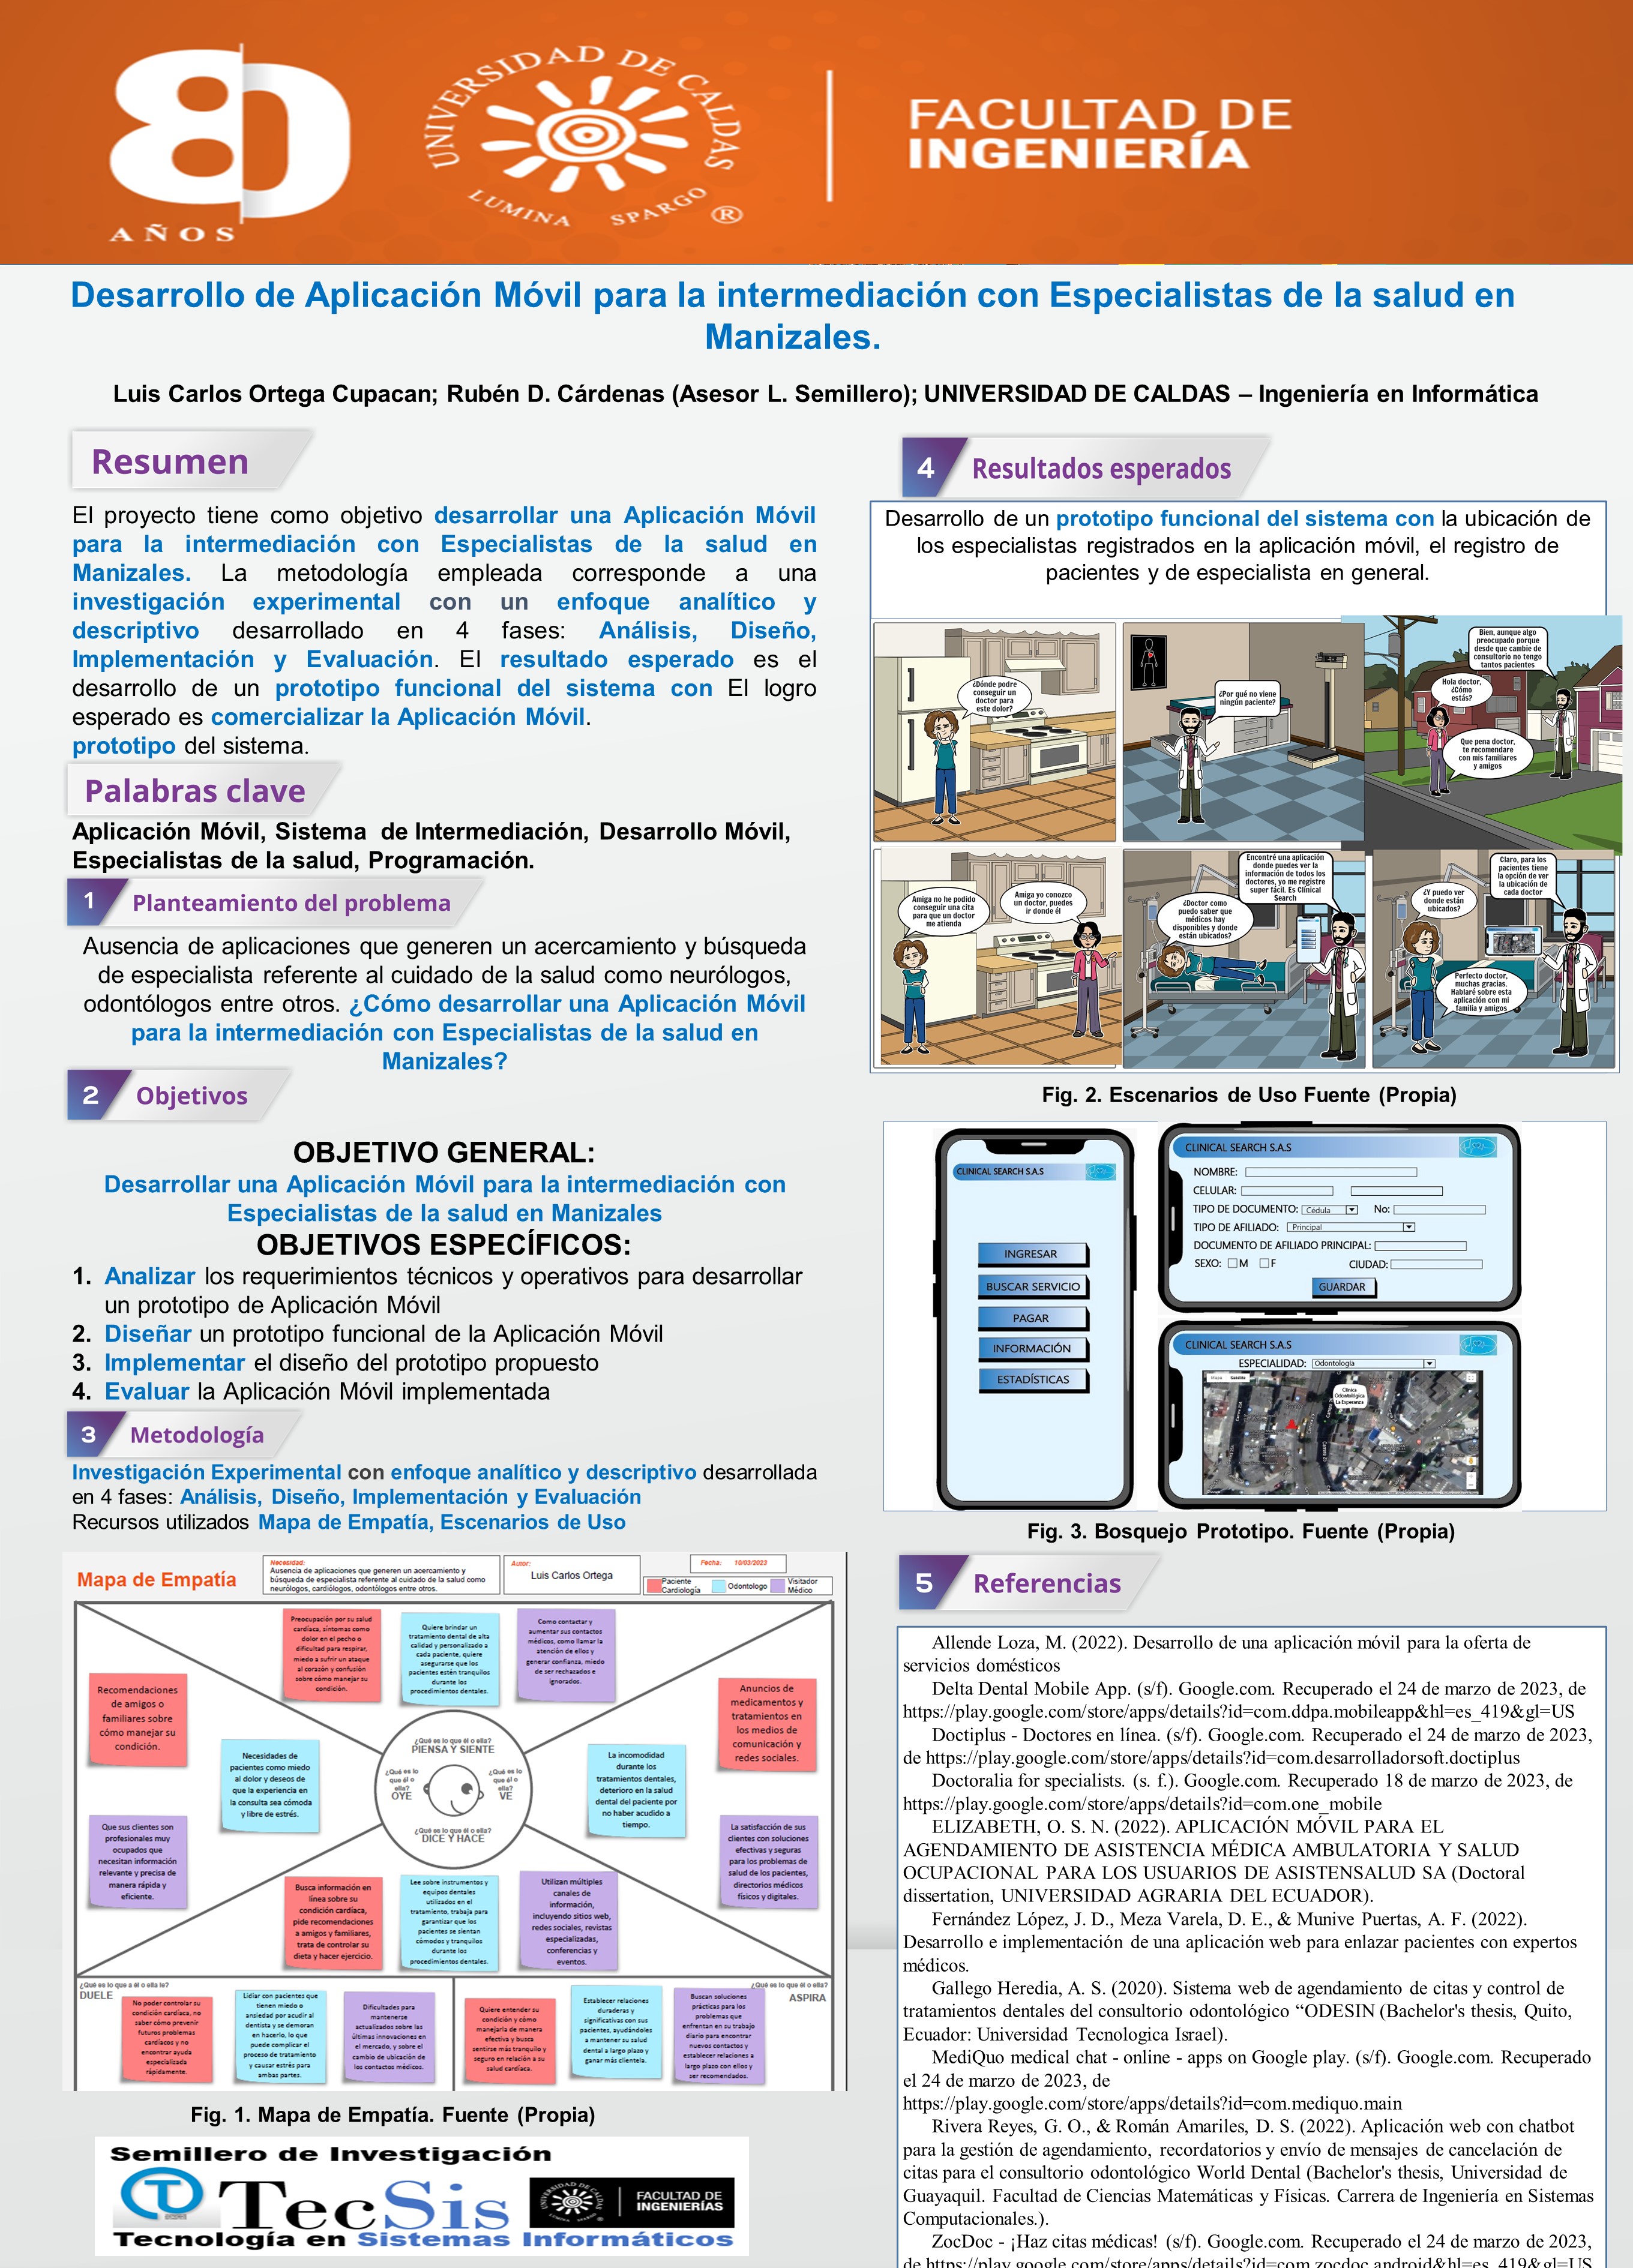 80
AÑOS
UNIVERSIDAD DE CALDAS
LUMINA SPARGO
®
FACULTAD DE
INGENIERÍA
Desarrollo de Aplicación Móvil para la intermediación con Especialistas de la salud en
Manizales.
Luis Carlos Ortega Cupacan; Rubén D. Cárdenas (Asesor L. Semillero); UNIVERSIDAD DE CALDAS – Ingeniería en Informática
Resumen
El proyecto tiene como objetivo desarrollar una Aplicación Móvil
para la intermediación con Especialistas de la salud en
Manizales. La metodología empleada corresponde a una
investigación experimental con un enfoque analítico y
descriptivo desarrollado en 4 fases: Análisis, Diseño,
Implementación y Evaluación. El resultado esperado es el
desarrollo de un prototipo funcional del sistema con El logro
esperado es comercializar la Aplicación Móvil.
prototipo del sistema.
Palabras clave
Aplicación Móvil, Sistema de Intermediación, Desarrollo Móvil,
Especialistas de la salud, Programación.
1 Planteamiento del problema
Ausencia de aplicaciones que generen un acercamiento y búsqueda
de especialista referente al cuidado de la salud como neurólogos,
odontólogos entre otros. ¿Cómo desarrollar una Aplicación Móvil
para la intermediación con Especialistas de la salud en
Manizales?
2 Objetivos
OBJETIVO GENERAL:
Desarrollar una Aplicación Móvil para la intermediación con
Especialistas de la salud en Manizales
OBJETIVOS ESPECÍFICOS:
1. Analizar los requerimientos técnicos y operativos para desarrollar
un prototipo de Aplicación Móvil
2. Diseñar un prototipo funcional de la Aplicación Móvil
3. Implementar el diseño del prototipo propuesto
4. Evaluar la Aplicación Móvil implementada
3 Metodología
Investigación Experimental con enfoque analítico y descriptivo desarrollada
en 4 fases: Análisis, Diseño, Implementación y Evaluación
Recursos utilizados Mapa de Empatía, Escenarios de Uso
Mapa de Empatía
Necesidad:
Ausencia de aplicaciones que generen un acercamiento y
búsqueda de especialista referente al cuidado de la salud como
neurólogos, cardiólogos, odontólogos entre otros.
Autor:
Luis Carlos Ortega
Fecha: 10/03/2023
Paciente
Cardiología
Odontologo
Visitador
Médico
Preocupación por su salud
cardíaca, síntomas como
dolor en el pecho o
dificultad para respirar,
miedo a sufrir un ataque
al corazón y confusión
sobre cómo manejar su
condición.
Quiere brindar un
tratamiento dental de alta
calidad y personalizado a
cada paciente, quiere
asegurarse que los
pacientes estén tranquilos
durante los
procedimientos dentales.
Como contactar y
aumentar sus contactos
médicos, como llamar la
atención de ellos y
generar confianza, miedo
de ser rechazados e
ignorados.
Recomendaciones
de amigos o
familiares sobre
cómo manejar su
condición.
Necesidades de
pacientes como miedo
al dolor y deseos de
que la experiencia en
la consulta sea cómoda
y libre de estrés.
Que sus clientes son
profesionales muy
ocupados que
necesitan información
relevante y precisa de
manera rápida y
eficiente.
¿Qué es lo que él o ella?
PIENSA Y SIENTE
¿Qué es lo
que él o
ella?
OYE
¿Qué es lo
que él o
ella?
VE
¿Qué es lo que él o ella?
DICE Y HACE
La incomodidad
durante los
tratamientos dentales,
deterioro en la salud
dental del paciente por
no haber acudido a
tiempo.
Anuncios de
medicamentos y
tratamientos en
los medios de
comunicación y
redes sociales.
La satisfacción de sus
clientes con soluciones
efectivas y seguras
para los problemas de
salud de los pacientes,
directorios médicos
físicos y digitales.
Busca información en
línea sobre su
condición cardíaca,
pide recomendaciones
a amigos y familiares,
trata de controlar su
dieta y hacer ejercicio.
Lee sobre instrumentos y
equipos dentales
utilizados en el
tratamiento, trabaja para
garantizar que los
pacientes se sientan
cómodos y tranquilos
durante los
procedimientos dentales.
Utilizan múltiples
canales de
información,
incluyendo sitios web,
redes sociales, revistas
especializadas,
conferencias y
eventos.
¿Qué es lo que a él o ella le?
DUELE
No poder controlar su
condición cardíaca, no
saber cómo prevenir
futuros problemas
cardíacos y no
encontrar ayuda
especializada
rápidamente.
Lidiar con pacientes que
tienen miedo o
ansiedad por acudir al
dentista y se demoran
en hacerlo, lo que
puede complicar el
proceso de tratamiento
y causar estrés para
ambas partes.
Dificultades para
mantenerse
actualizados sobre las
últimas innovaciones en
el mercado, y sobre el
cambio de ubicación de
los contactos médicos.
¿Qué es lo que él o ella?
ASPIRA
Quiere entender su
condición y cómo
manejarla de manera
efectiva y busca
sentirse más tranquilo y
seguro en relación a su
salud cardíaca.
Establecer relaciones
duraderas y
significativas con sus
pacientes, ayudándoles
a mantener su salud
dental a largo plazo y
ganar más clientela.
Buscan soluciones
prácticas para los
problemas que
enfrentan en su trabajo
diario para encontrar
nuevos contactos y
establecer relaciones a
largo plazo con ellos y
ser recomendados.
Fig. 1. Mapa de Empatía. Fuente (Propia)
Semillero de Investigación
TecSis
FACULTAD DE
INGENIERÍAS
Tecnología en Sistemas Informáticos
4 Resultados esperados
Desarrollo de un prototipo funcional del sistema con la ubicación de
los especialistas registrados en la aplicación móvil, el registro de
pacientes y de especialista en general.
¿Dónde podre
conseguir un
doctor para
este dolor?
¿Por qué no viene
ningún paciente?
Bien, aunque algo
preocupado porque
desde que cambie de
consultorio no tengo
tantos pacientes
Hola doctor,
¿Cómo
estás?
Que pena doctor,
te recomendare
con mis familiares
y amigos
Amiga no he podido
conseguir una cita
para que un doctor
me atienda
Amiga yo conozco
un doctor, puedes
ir donde él
¿Doctor como
puedo saber que
médicos hay
disponibles y donde
están ubicados?
Encontré una aplicación
donde puedes ver la
información de todos los
doctores, yo me registre
super fácil. Es Clinical
Search
¿Y puedo ver
donde están
ubicados?
Claro, para los
pacientes tiene
la opción de ver
la ubicación de
cada doctor
Perfecto doctor,
muchas gracias.
Hablaré sobre esta
aplicación con mi
familia y amigos
Fig. 2. Escenarios de Uso Fuente (Propia)
CLINICAL SEARCH S.A.S
INGRESAR
BUSCAR SERVICIO
PAGAR
INFORMACIÓN
ESTADÍSTICAS
CLINICAL SEARCH S.A.S
NOMBRE:
CELULAR:
TIPO DE DOCUMENTO: Cédula No:
TIPO DE AFILIADO: Principal
DOCUMENTO DE AFILIADO PRINCIPAL:
SEXO: M F CIUDAD:
GUARDAR
CLINICAL SEARCH S.A.S
ESPECIALIDAD: Odontología
Mapa Satélite
Clínica
Odontológica
La Esperanza
Fig. 3. Bosquejo Prototipo. Fuente (Propia)
5 Referencias
Allende Loza, M. (2022). Desarrollo de una aplicación móvil para la oferta de
servicios domésticos
Delta Dental Mobile App. (s/f). Google.com. Recuperado el 24 de marzo de 2023, de
https://play.google.com/store/apps/details?id=com.ddpa.mobileapp&hl=es_419&gl=US
Doctiplus - Doctores en línea. (s/f). Google.com. Recuperado el 24 de marzo de 2023,
de https://play.google.com/store/apps/details?id=com.desarrolladorsoft.doctiplus
Doctoralia for specialists. (s. f.). Google.com. Recuperado 18 de marzo de 2023, de
https://play.google.com/store/apps/details?id=com.one_mobile
ELIZABETH, O. S. N. (2022). APLICACIÓN MÓVIL PARA EL
AGENDAMIENTO DE ASISTENCIA MÉDICA AMBULATORIA Y SALUD
OCUPACIONAL PARA LOS USUARIOS DE ASISTENSALUD SA (Doctoral
dissertation, UNIVERSIDAD AGRARIA DEL ECUADOR).
Fernández López, J. D., Meza Varela, D. E., & Munive Puertas, A. F. (2022).
Desarrollo e implementación de una aplicación web para enlazar pacientes con expertos
médicos.
Gallego Heredia, A. S. (2020). Sistema web de agendamiento de citas y control de
tratamientos dentales del consultorio odontológico “ODESIN (Bachelor's thesis, Quito,
Ecuador: Universidad Tecnologica Israel).
MediQuo medical chat - online - apps on Google play. (s/f). Google.com. Recuperado
el 24 de marzo de 2023, de
https://play.google.com/store/apps/details?id=com.mediquo.main
Rivera Reyes, G. O., & Román Amariles, D. S. (2022). Aplicación web con chatbot
para la gestión de agendamiento, recordatorios y envío de mensajes de cancelación de
citas para el consultorio odontológico World Dental (Bachelor's thesis, Universidad de
Guayaquil. Facultad de Ciencias Matemáticas y Físicas. Carrera de Ingeniería en Sistemas
Computacionales.).
ZocDoc - ¡Haz citas médicas! (s/f). Google.com. Recuperado el 24 de marzo de 2023,
de https://play.google.com/store/apps/details?id=com.zocdoc.android&hl=es_419&gl=US